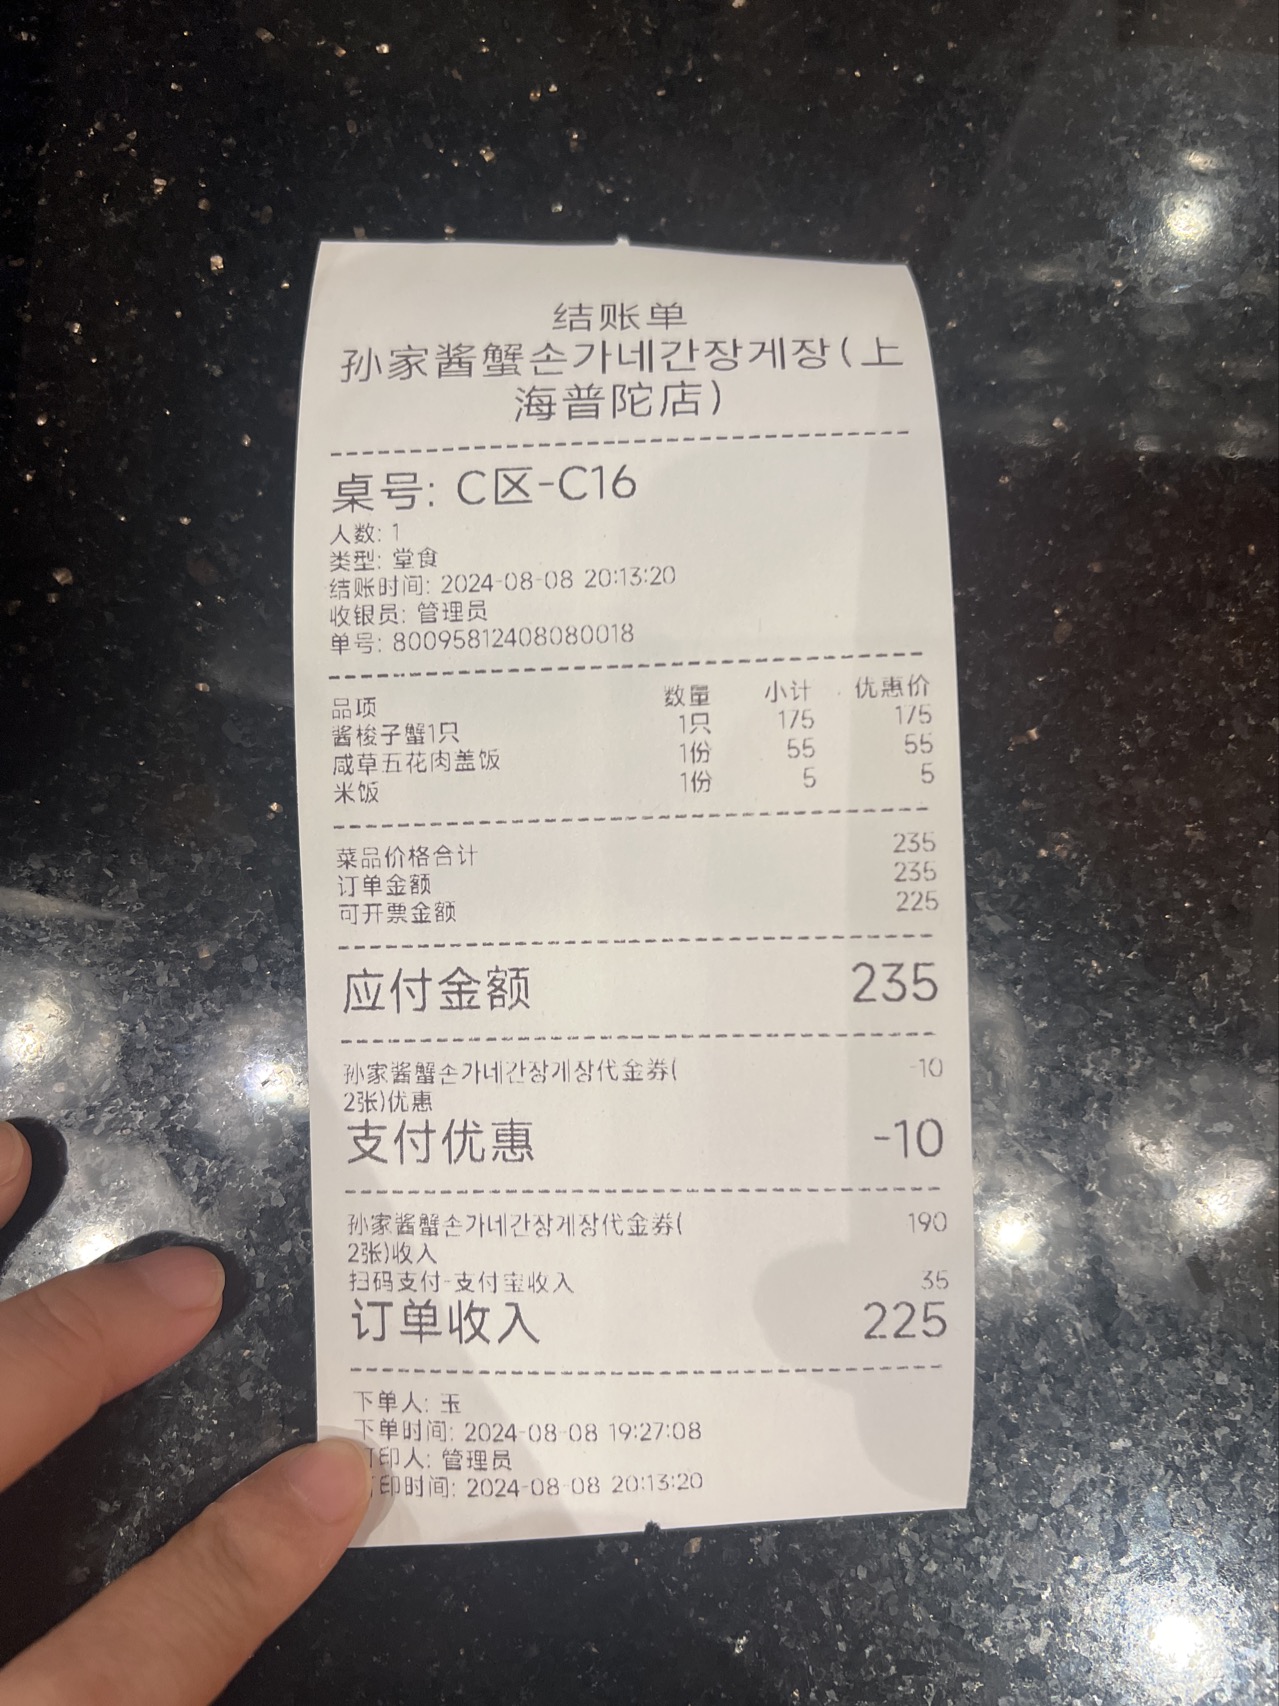 结账单
孙家酱蟹손가네간장게장(上
海普陀店)
桌号: C区-C16
人数: 1
类型: 堂食
结账时间: 2024-08-08 20:13:20
收银员: 管理员
单号: 80095812408080018
品项 数量 小计 优惠价
酱梭子蟹1只 1只 175 175
咸草五花肉盖饭 1份 55 55
米饭 1份 5 5
菜品价格合计 235
订单金额 235
可开票金额 225
应付金额 235
孙家酱蟹손가네간장게장代金券( -10
2张)优惠
支付优惠 -10
孙家酱蟹손가네간장게장代金券( 190
2张)收入
扫码支付-支付宝收入 35
订单收入 225
下单人: 玉
下单时间: 2024-08-08 19:27:08
印人: 管理员
印时间: 2024-08-08 20:13:20